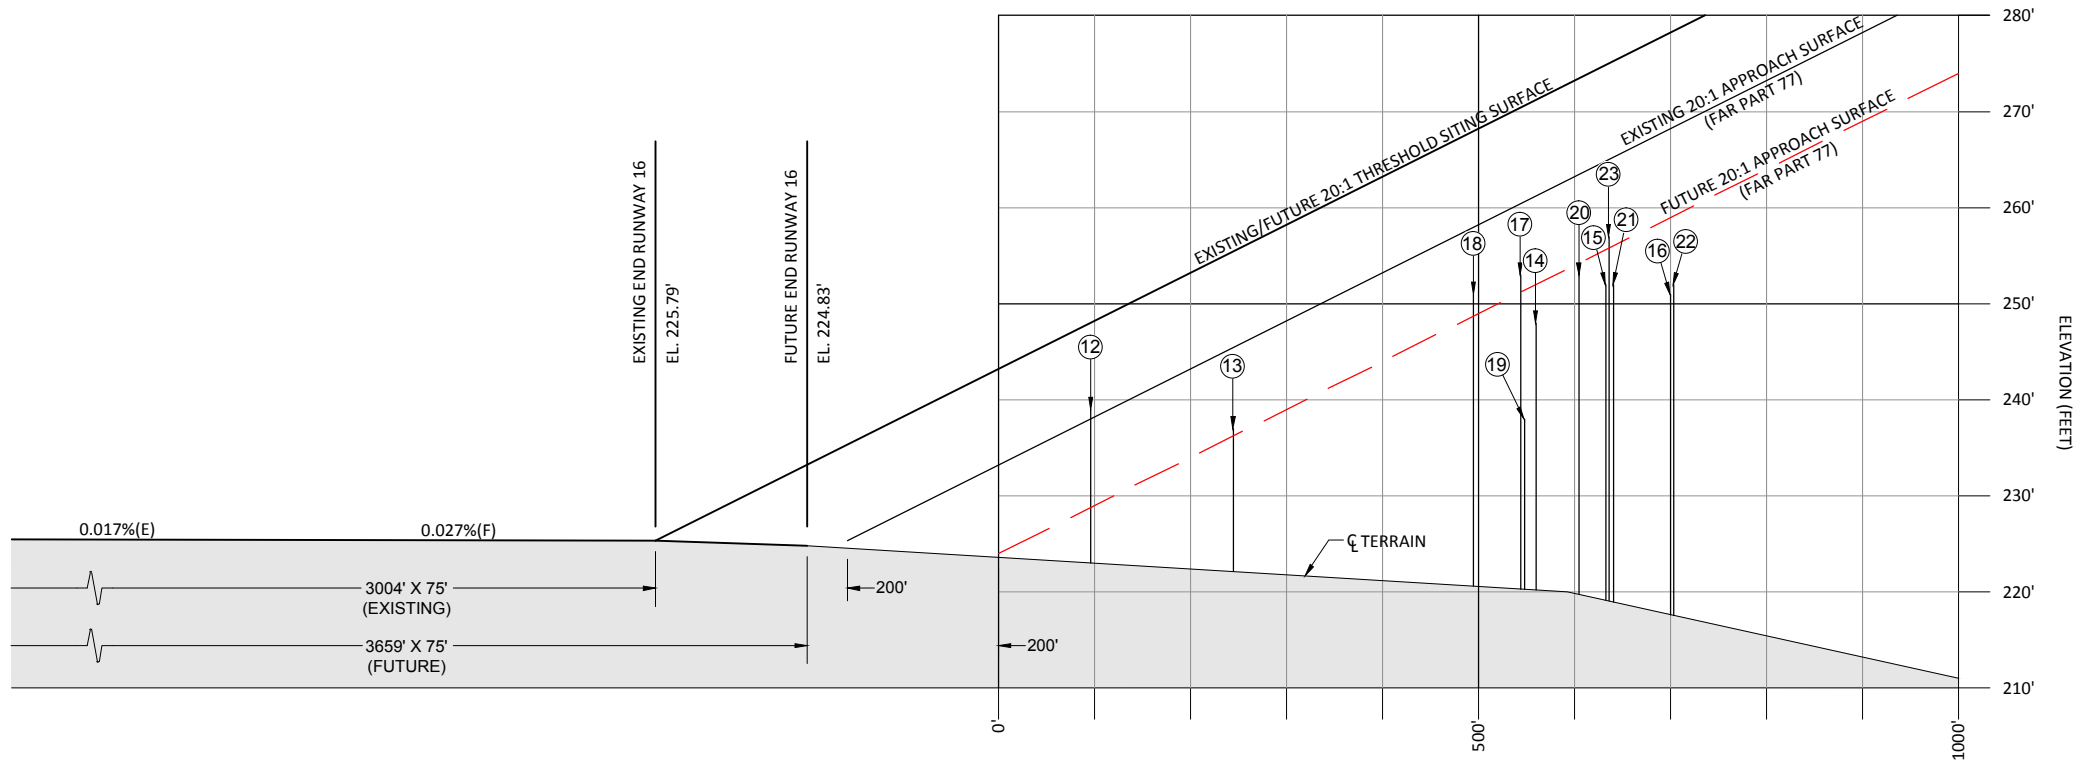 EXISTING END RUNWAY 16
EL. 225.79'
FUTURE END RUNWAY 16
EL. 224.83'
EXISTING/FUTURE 20:1 THRESHOLD SITING SURFACE
EXISTING 20:1 APPROACH SURFACE
(FAR PART 77)
FUTURE 20:1 APPROACH SURFACE
(FAR PART 77)
280'
270'
260'
250'
240'
230'
220'
210'
ELEVATION (FEET)
12
13
18
17
14
19
20
15
23
21
16
22
0.017%(E)
0.027%(F)
℄ TERRAIN
3004' X 75'
(EXISTING)
200'
3659' X 75'
(FUTURE)
200'
0'
500'
1000'